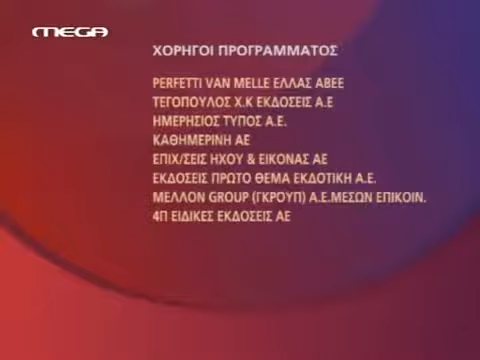 MEGA
ΧΟΡΗΓΟΙ ΠΡΟΓΡΑΜΜΑΤΟΣ
PERFETTI VAN MELLE ΕΛΛΑΣ ΑΒΕΕ
ΤΕΓΟΠΟΥΛΟΣ Χ.Κ ΕΚΔΟΣΕΙΣ Α.Ε
ΗΜΕΡΗΣΙΟΣ ΤΥΠΟΣ Α.Ε.
ΚΑΘΗΜΕΡΙΝΗ ΑΕ
ΕΠΙΧ/ΣΕΙΣ ΗΧΟΥ & ΕΙΚΟΝΑΣ ΑΕ
ΕΚΔΟΣΕΙΣ ΠΡΩΤΟ ΘΕΜΑ ΕΚΔΟΤΙΚΗ Α.Ε.
ΜΕΛΛΟΝ GROUP (ΓΚΡΟΥΠ) Α.Ε.ΜΕΣΩΝ ΕΠΙΚΟΙΝ.
4Π ΕΙΔΙΚΕΣ ΕΚΔΟΣΕΙΣ ΑΕ